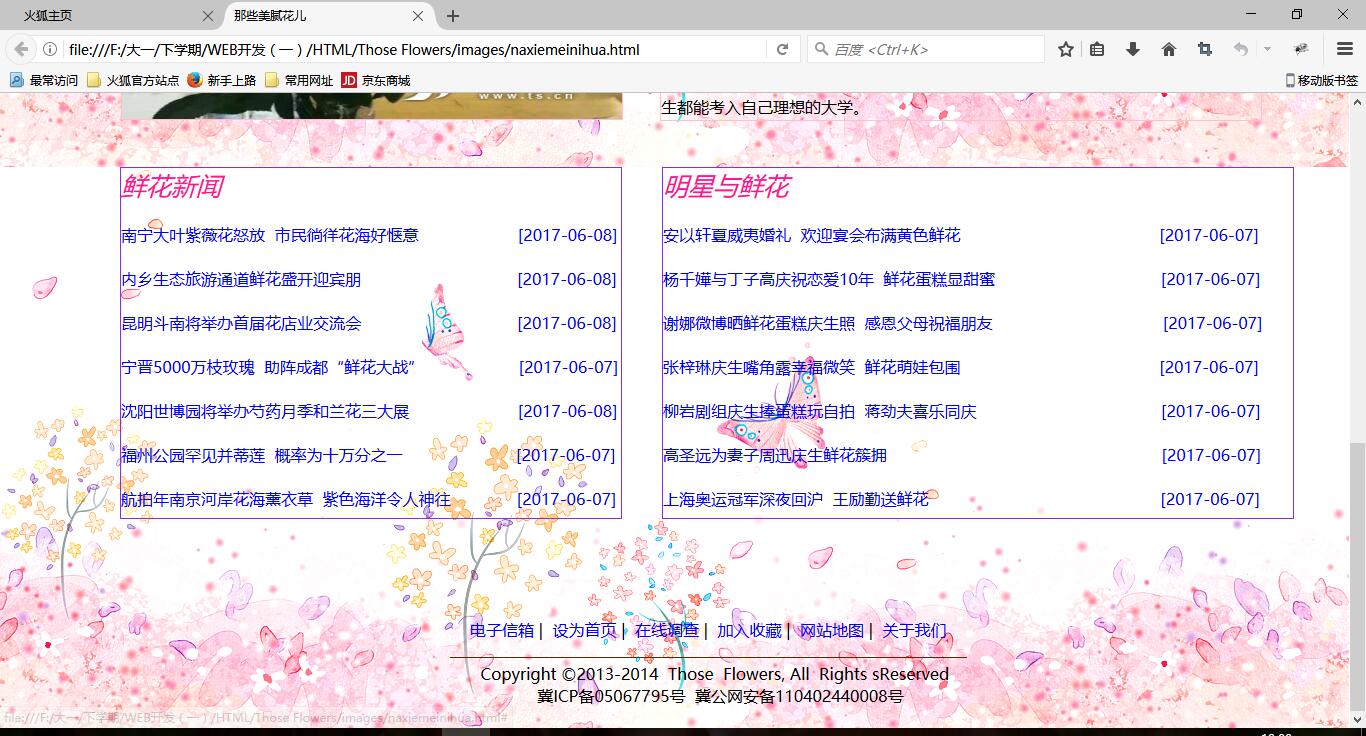 火狐主页
那些美腻花儿
file:///F:/大一/下学期/WEB开发（一）/HTML/Those Flowers/images/naxiemeinihua.html
百度 <Ctrl+K>
最常访问 火狐官方站点 新手上路 常用网址 JD 京东商城 移动版书签
www.ts.cn
生都能考入自己理想的大学。
鲜花新闻
南宁大叶紫薇花怒放 市民徜徉花海好惬意 [2017-06-08]
内乡生态旅游通道鲜花盛开迎宾朋 [2017-06-08]
昆明斗南将举办首届花店业交流会 [2017-06-08]
宁晋5000万枝玫瑰 助阵成都“鲜花大战” [2017-06-07]
沈阳世博园将举办芍药月季和兰花三大展 [2017-06-08]
福州公园罕见并蒂莲 概率为十万分之一 [2017-06-07]
航拍年南京河岸花海薰衣草 紫色海洋令人神往 [2017-06-07]
明星与鲜花
安以轩夏威夷婚礼 欢迎宴会布满黄色鲜花 [2017-06-07]
杨千嬅与丁子高庆祝恋爱10年 鲜花蛋糕显甜蜜 [2017-06-07]
谢娜微博晒鲜花蛋糕庆生照 感恩父母祝福朋友 [2017-06-07]
张梓琳庆生嘴角露幸福微笑 鲜花萌娃包围 [2017-06-07]
柳岩剧组庆生捧蛋糕玩自拍 蒋劲夫喜乐同庆 [2017-06-07]
高圣远为妻子周迅庆生鲜花簇拥 [2017-06-07]
上海奥运冠军深夜回沪 王励勤送鲜花 [2017-06-07]
电子信箱 | 设为首页 | 在线调查 | 加入收藏 | 网站地图 | 关于我们
Copyright ©2013-2014 Those Flowers, All Rights sReserved
冀ICP备05067795号 冀公网安备110402440008号
file:///F:/大一/下学期/WEB开发（一）/HTML/Those Flowers/images/naxiemeinihua.html#